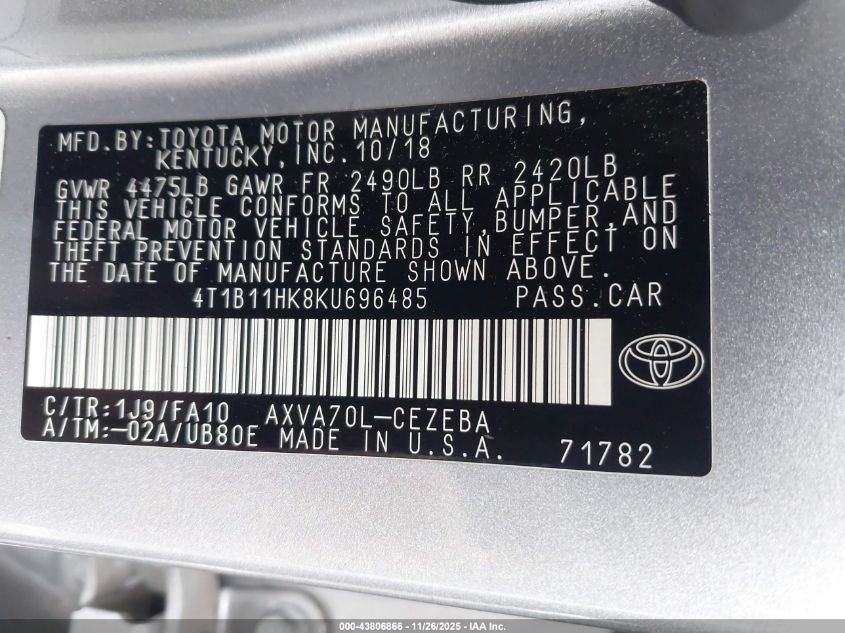 MFD.BY:TOYOTA MOTOR MANUFACTURING,
KENTUCKY,INC.10/18
GVWR 4475LB GAWR FR 2490LB RR 2420LB
THIS VEHICLE CONFORMS TO ALL APPLICABLE
FEDERAL MOTOR VEHICLE SAFETY,BUMPER,AND
THEFT PREVENTION STANDARDS IN EFFECT ON
THE DATE OF MANUFACTURE SHOWN ABOVE.
4T1B11HK8KU696485 PASS.CAR
C/TR:1J9/FA10 AXVA70L-CEZEBA
A/TM:-02A/UB80E MADE IN U.S.A. 71782
000-43806866 - 11/26/2025 - IAA Inc.